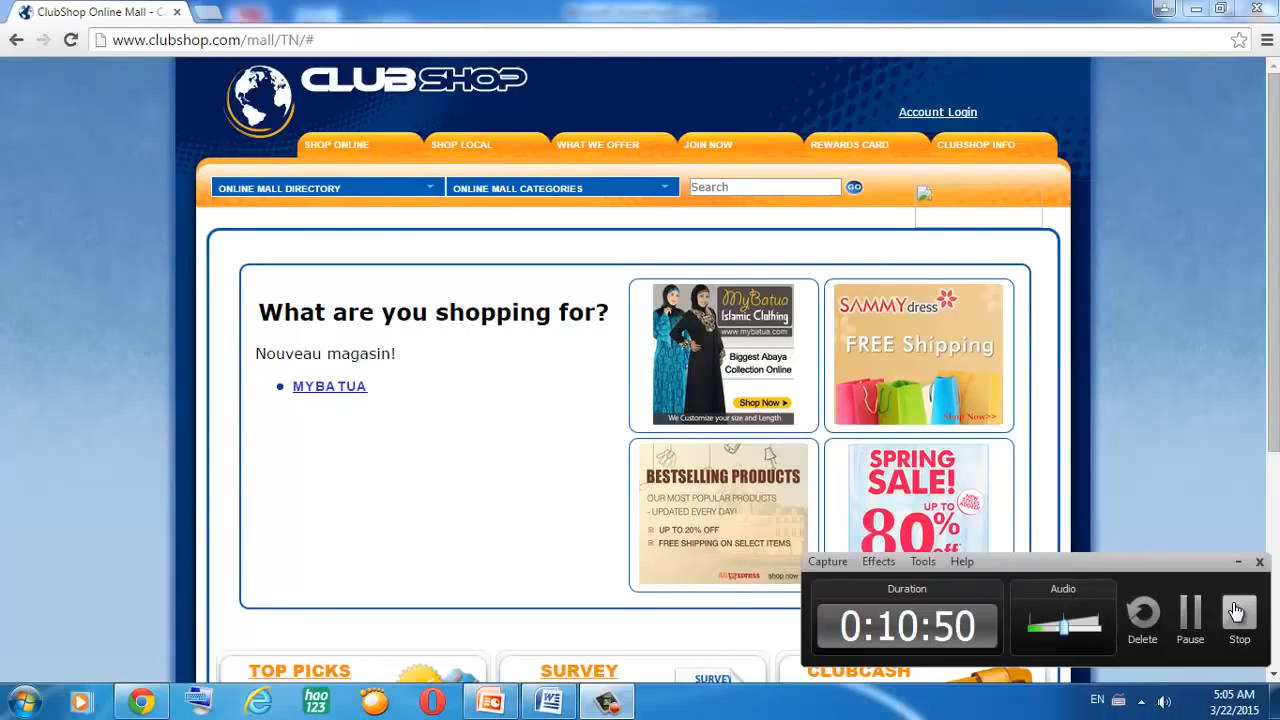 ClubShop Online Mall - C
www.clubshop.com/mall/TN/#
CLUBSHOP
Account Login
SHOP ONLINE
SHOP LOCAL
WHAT WE OFFER
JOIN NOW
REWARDS CARD
CLUBSHOP INFO
ONLINE MALL DIRECTORY
ONLINE MALL CATEGORIES
Search
GO
What are you shopping for?
Nouveau magasin!
MYBATUA
MyBatua
Islamic Clothing
www.mybatua.com
Biggest Abaya
Collection Online
Shop Now
We Customize your size and Length
SAMMYdress
FREE Shipping
Shop Now>>
BESTSELLING PRODUCTS
OUR MOST POPULAR PRODUCTS
- UPDATED EVERY DAY!
UP TO 20% OFF
FREE SHIPPING ON SELECT ITEMS
AliExpress
shop now
SPRING
SALE!
UP TO
80%
off
Capture
Effects
Tools
Help
Duration
Audio
0:10:50
Delete
Pause
Stop
TOP PICKS
SURVEY
SURVEY
CLUBCASH
hao
123
EN
5:05 AM
3/22/2015